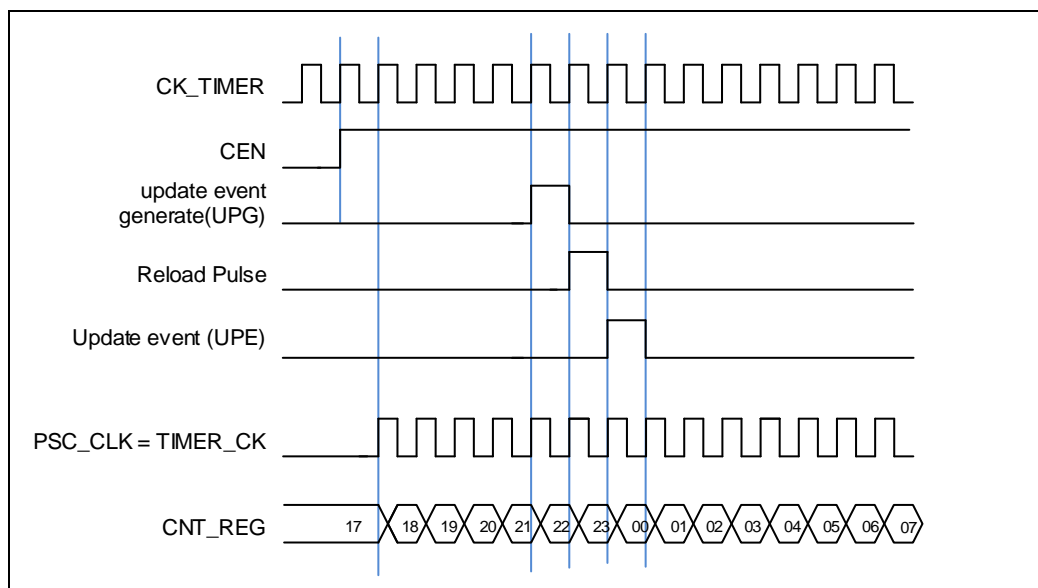 CK_TIMER
CEN
update event
generate(UPG)
Reload Pulse
Update event (UPE)
PSC_CLK = TIMER_CK
CNT_REG 17 18 19 20 21 22 23 00 01 02 03 04 05 06 07